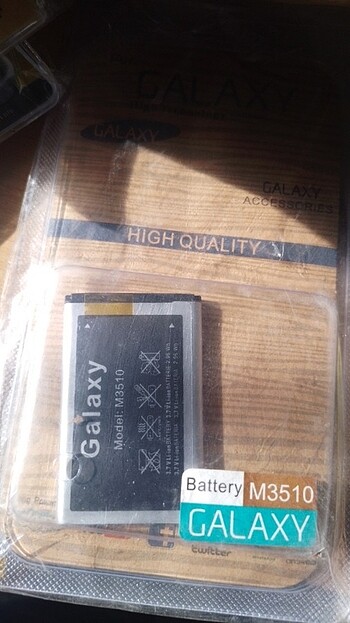 GALAXY
GALAXY
GALAXY
ACCESSORIES
HIGH QUALITY
Galaxy
Model: M3510
Battery M3510
GALAXY
twitter